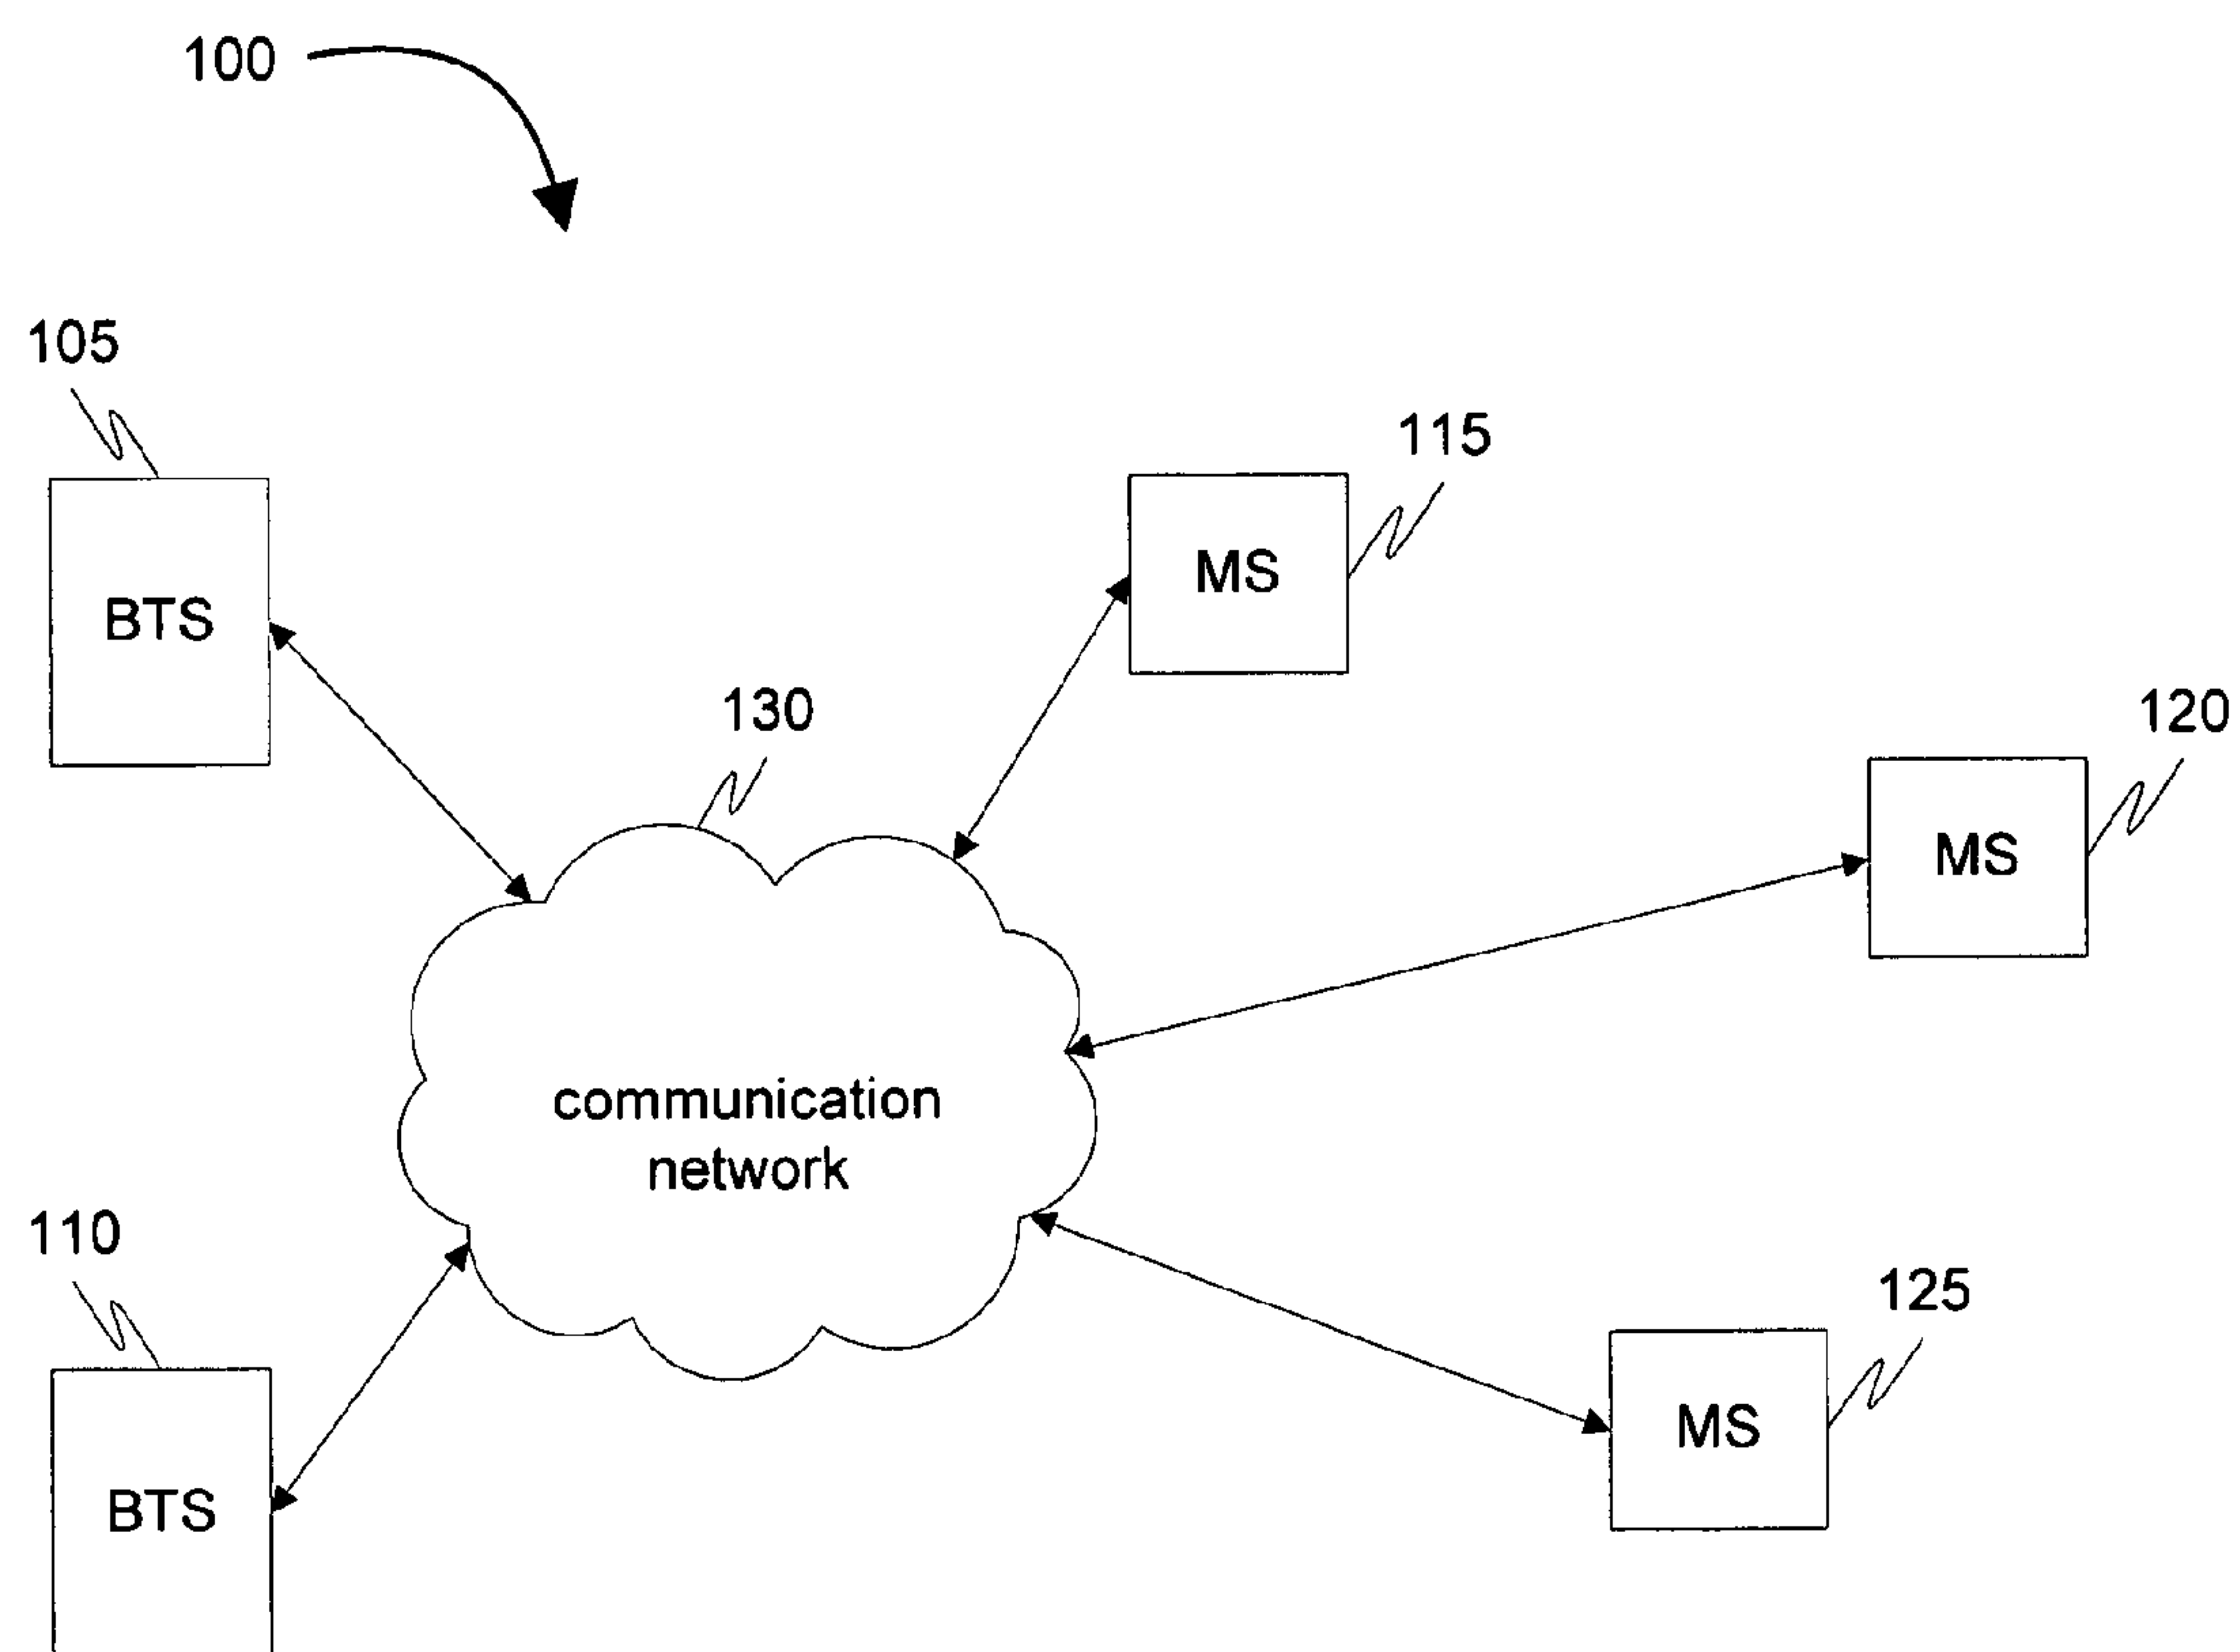 100
105
115
BTS
MS
130
120
MS
communication
network
110
125
MS
BTS